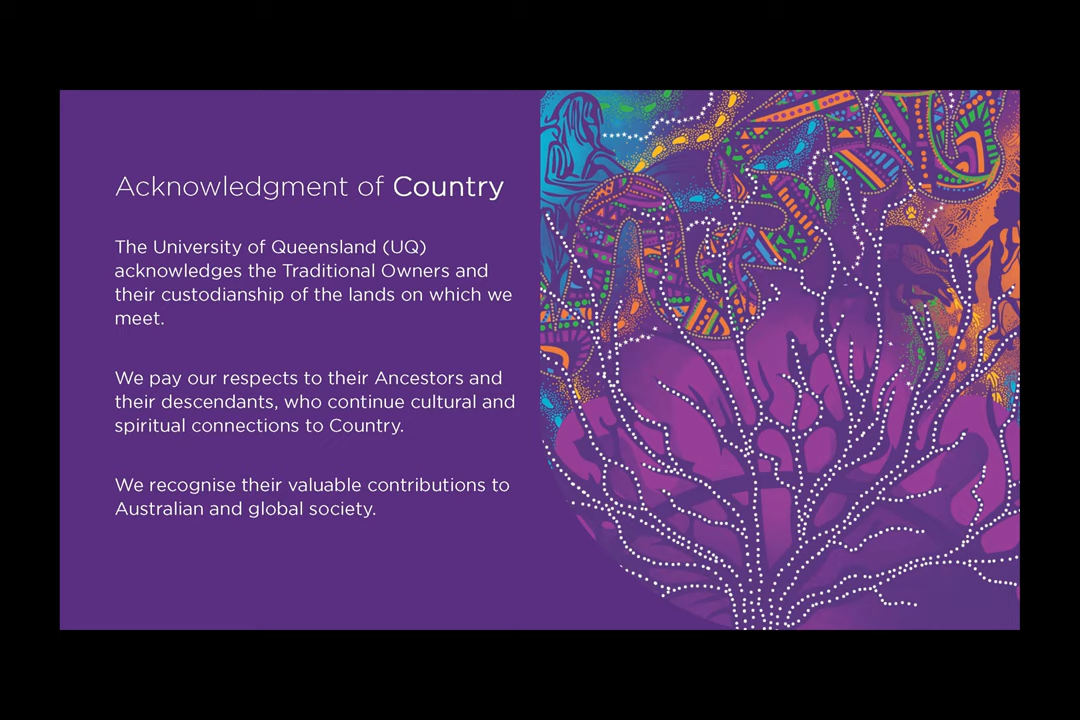 Acknowledgment of Country
The University of Queensland (UQ)
acknowledges the Traditional Owners and
their custodianship of the lands on which we
meet.
We pay our respects to their Ancestors and
their descendants, who continue cultural and
spiritual connections to Country.
We recognise their valuable contributions to
Australian and global society.